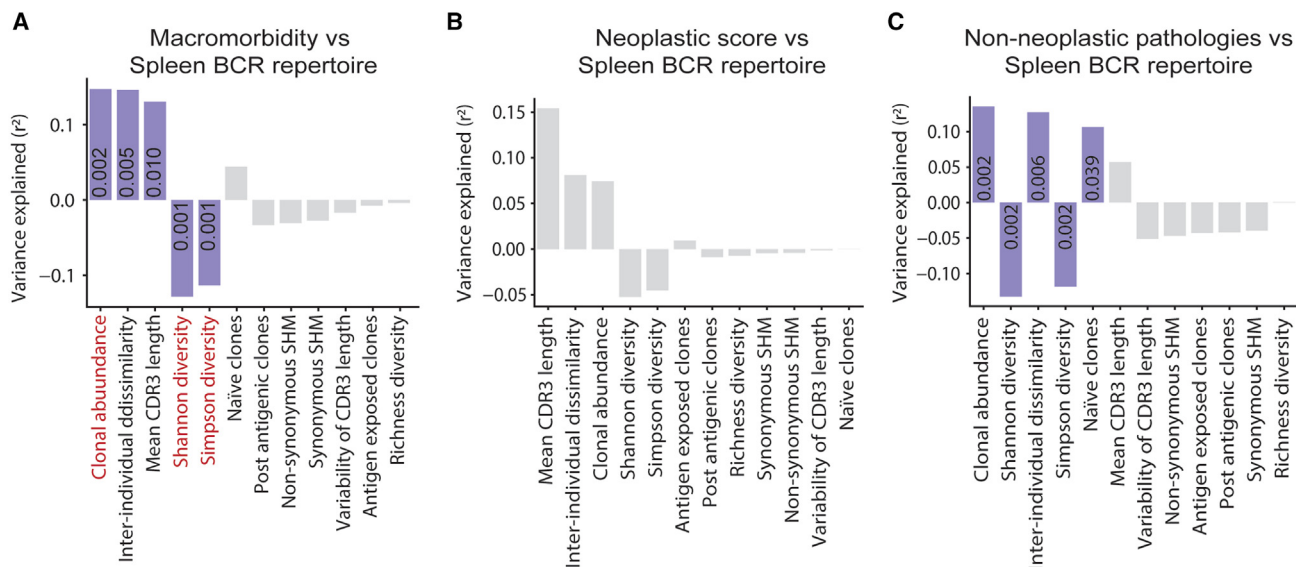 A
Macromorbidity vs
Spleen BCR repertoire
Variance explained (r²)
0.1
0.0
−0.1
0.002
0.005
0.010
0.001
0.001
Clonal abuundance
Inter-individual ddissimilarity
Mean CDR3 length
Shannon diversity
Simpson diversity
Naïve clones
Post antigenic clones
Non-synonymous SHM
Synonymous SHM
Variability of CDR3 length
Antigen exposed clones
Richness diversity
B
Neoplastic score vs
Spleen BCR repertoire
Variance explained (r²)
0.15
0.10
0.05
0.00
−0.05
Mean CDR3 length
Inter-individual dissimilarity
Clonal abundance
Shannon diversity
Simpson diversity
Antigen exposed clones
Post antigenic clones
Richness diversity
Synonymous SHM
Non-synonymous SHM
Variability of CDR3 length
Naïve clones
C
Non-neoplastic pathologies vs
Spleen BCR repertoire
Variance explained (r²)
0.10
0.05
0.00
−0.05
−0.10
0.002
0.002
0.006
0.002
0.039
Clonal abundance
Shannon diversity
Inter-individual dissimilarity
Simpson diversity
Naïve clones
Mean CDR3 length
Variability of CDR3 length
Non-synonymous SHM
Antigen exposed clones
Post antigenic clones
Synonymous SHM
Richness diversity